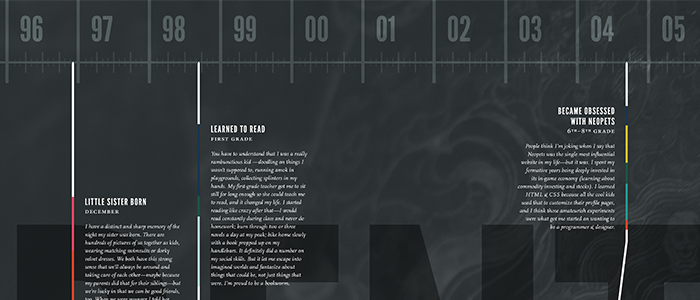 96 97 98 99 00 01 02 03 04 05
LITTLE SISTER BORN
DECEMBER
I have a distinct and sharp memory of the
night my sister was born. There are
hundreds of pictures of us together as kids,
wearing matching swimsuits or dorky
velvet dresses. We both have this strong
sense that we'll always be around and
taking care of each other—maybe because
my parents did that for their siblings—but
we're lucky in that we can be good friends,
LEARNED TO READ
FIRST GRADE
You have to understand that I was a really
rambunctious kid—doodling on things I
wasn't supposed to, running amok in
playgrounds, collecting splinters in my
hands. My first-grade teacher got me to sit
still for long enough so she could teach me
to read, and it changed my life. I started
reading like crazy after that—I would
read constantly during class and never do
homework; burn through two or three
novels a day at my peak; bike home slowly
with a book propped up on my
handlebars. It definitely did a number on
my social skills. But it let me escape into
imagined worlds and fantasize about
things that could be, not just things that
were. I'm proud to be a bookworm.
BECAME OBSESSED
WITH NEOPETS
6TH–8TH GRADE
People think I'm joking when I say that
Neopets was the single most influential
website in my life—but it was. I spent my
formative years being deeply invested in
its in-game economy (learning about
commodity investing and stocks). I learned
HTML & CSS because all the cool kids
used that to customize their profile pages,
and I think those amateurish experiments
were what got me started on wanting to
be a programmer & designer.